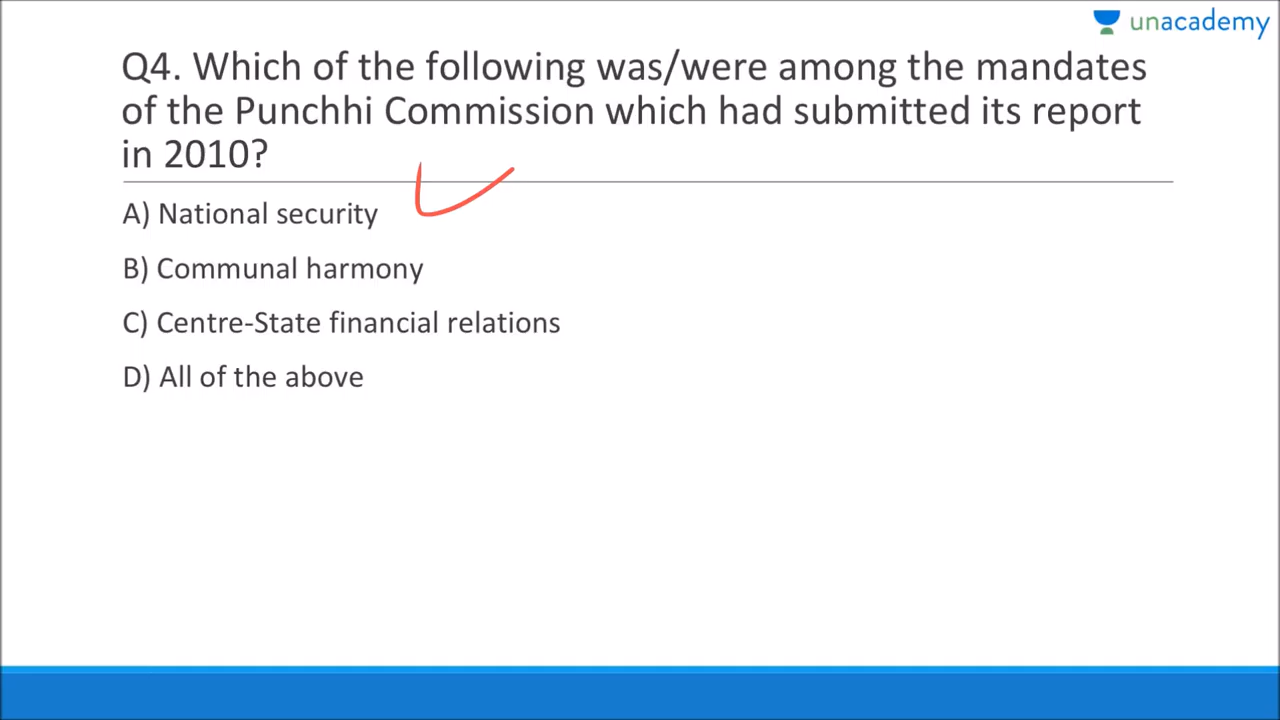 unacademy
Q4. Which of the following was/were among the mandates
of the Punchhi Commission which had submitted its report
in 2010?
A) National security
B) Communal harmony
C) Centre-State financial relations
D) All of the above